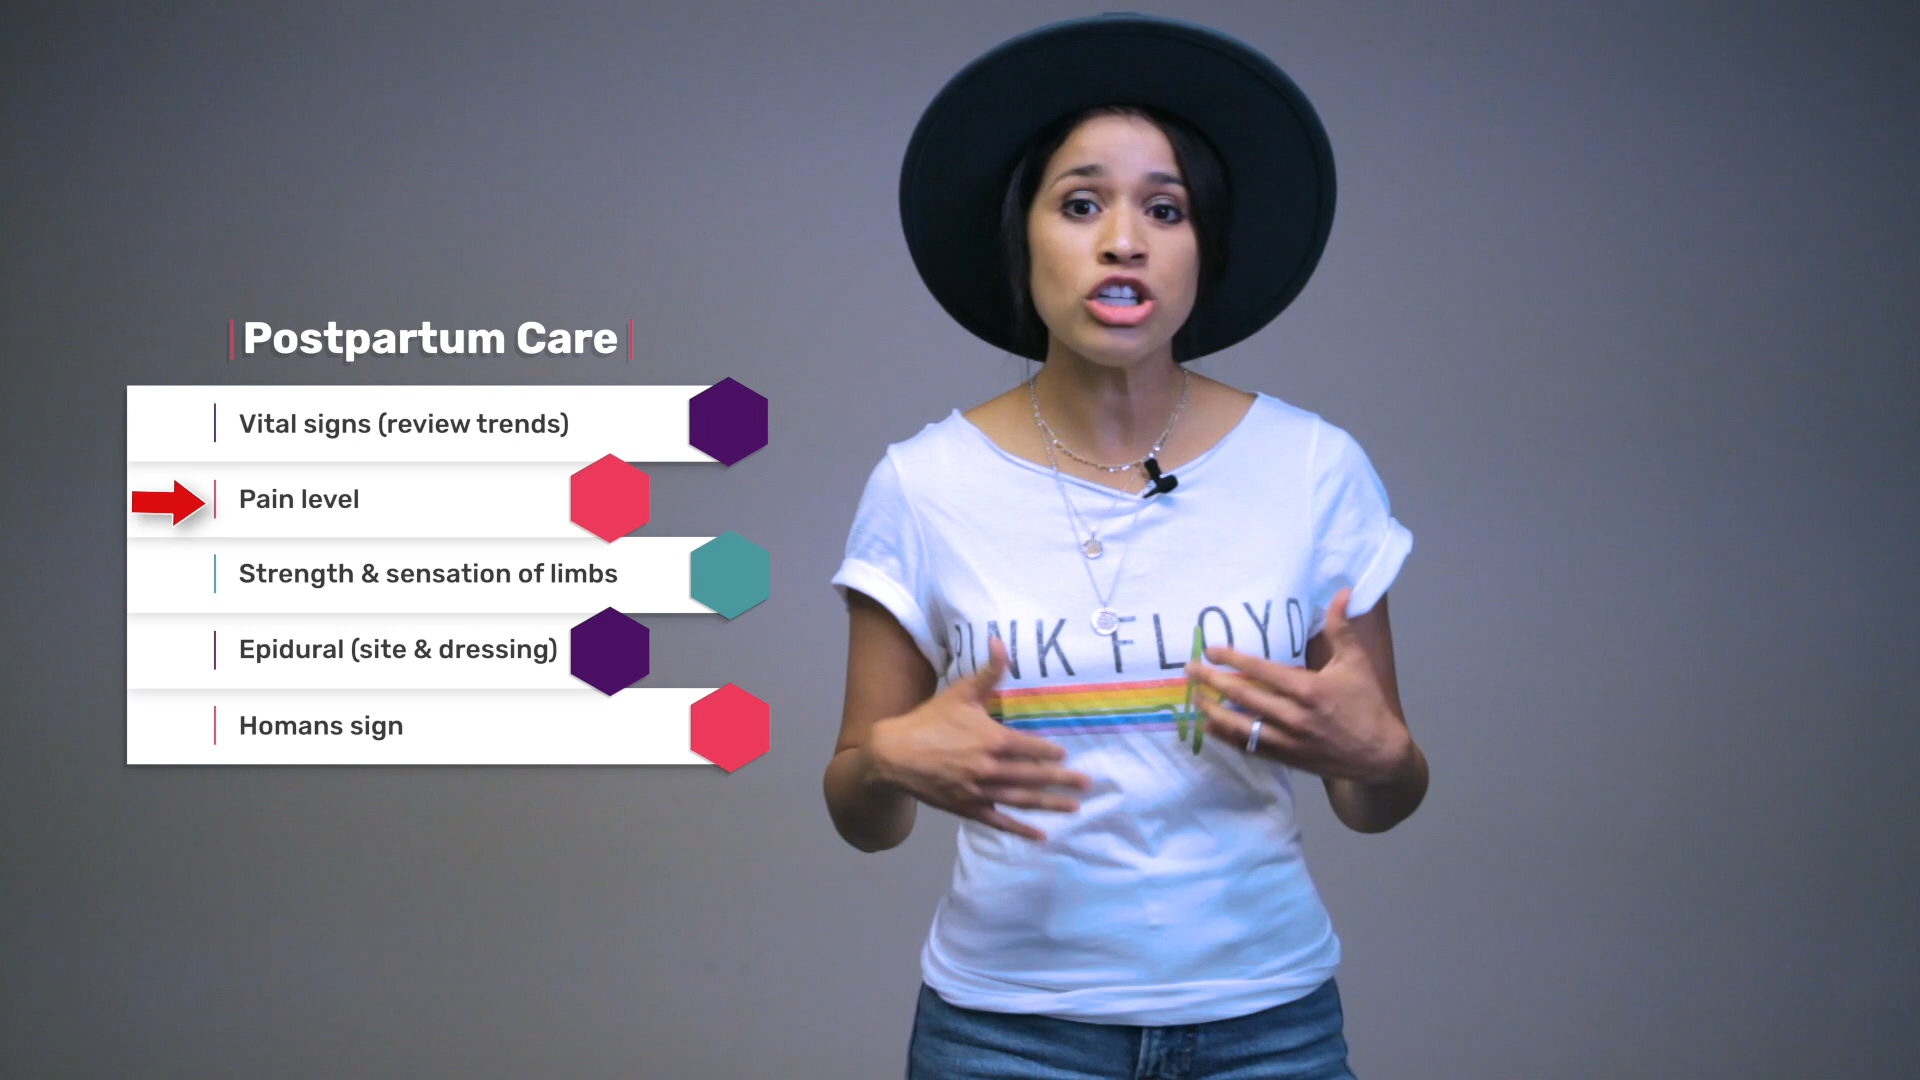 Postpartum Care
Vital signs (review trends)
Pain level
Strength & sensation of limbs
Epidural (site & dressing)
Homans sign
PINK FLOYD